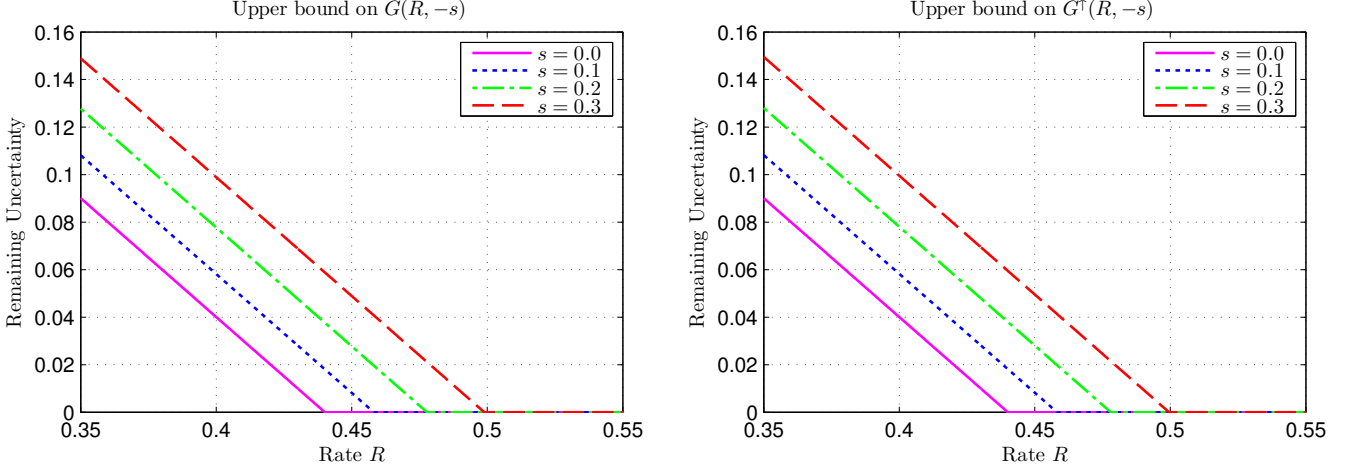 Upper bound on G(R, −s)
0.16
0.14
0.12
0.1
0.08
0.06
0.04
0.02
0
Remaining Uncertainty
s = 0.0
s = 0.1
s = 0.2
s = 0.3
0.35 0.4 0.45 0.5 0.55
Rate R
Upper bound on G↑(R, −s)
0.16
0.14
0.12
0.1
0.08
0.06
0.04
0.02
0
Remaining Uncertainty
s = 0.0
s = 0.1
s = 0.2
s = 0.3
0.35 0.4 0.45 0.5 0.55
Rate R